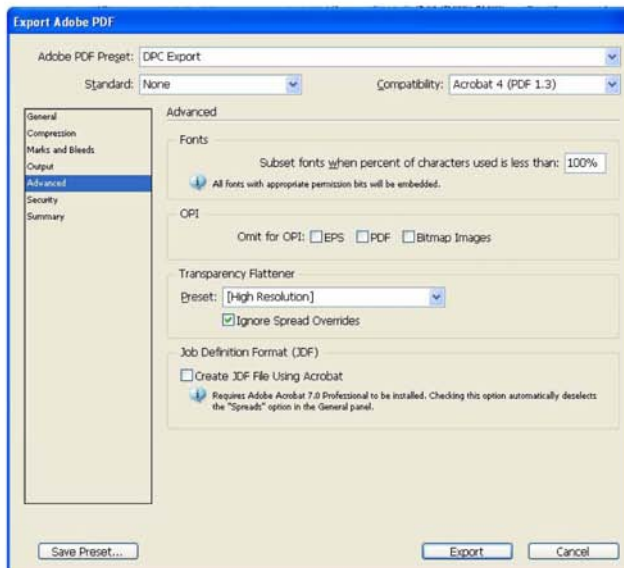 Export Adobe PDF
Adobe PDF Preset: DPC Export
Standard: None Compatibility: Acrobat 4 (PDF 1.3)
General
Compression
Marks and Bleeds
Output
Advanced
Security
Summary
Advanced
Fonts
Subset fonts when percent of characters used is less than: 100%
All fonts with appropriate permission bits will be embedded.
OPI
Omit for OPI: EPS PDF Bitmap Images
Transparency Flattener
Preset: [High Resolution]
Ignore Spread Overrides
Job Definition Format (JDF)
Create JDF File Using Acrobat
Requires Adobe Acrobat 7.0 Professional to be installed. Checking this option automatically deselects
the "Spreads" option in the General panel.
Save Preset... Export Cancel